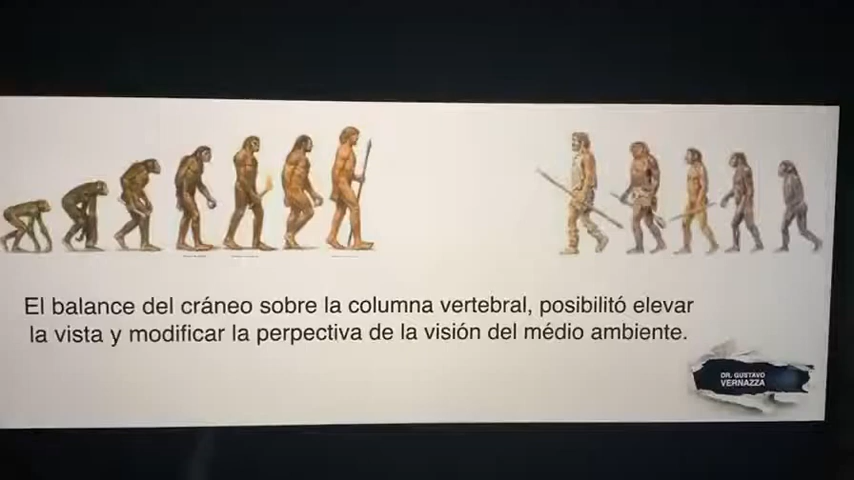 El balance del cráneo sobre la columna vertebral, posibilitó elevar
la vista y modificar la perpectiva de la visión del médio ambiente.
DR. GUSTAVO
VERNAZZA